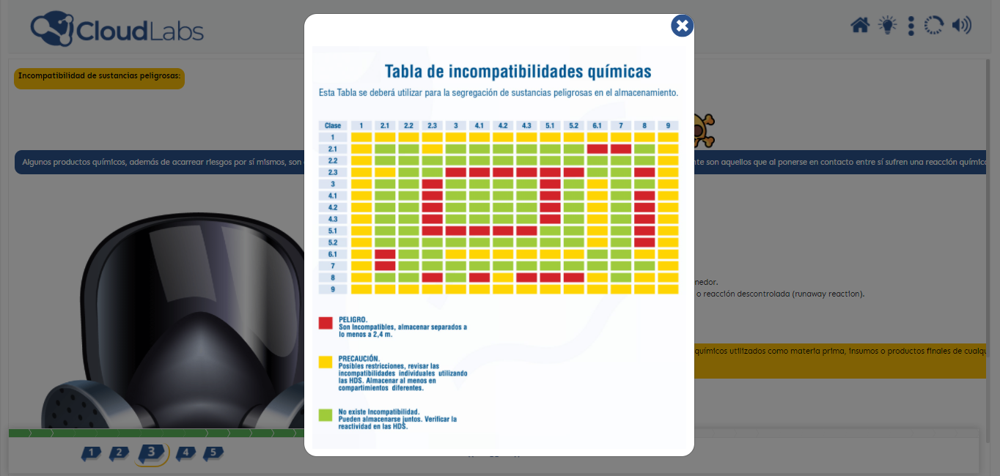 CloudLabs
Incompatibilidad de sustancias peligrosas:
Tabla de incompatibilidades químicas
Esta Tabla se deberá utilizar para la segregación de sustancias peligrosas en el almacenamiento.
Algunos productos químicos, además de acarrear riesgos por sí mismos, son
son aquellos que al ponerse en contacto entre sí sufren una reacción química
Clase 1 2.1 2.2 2.3 3 4.1 4.2 4.3 5.1 5.2 6.1 7 8 9
1
2.1
2.2
2.3
3
4.1
4.2
4.3
5.1
5.2
6.1
7
8
9
o reacción descontrolada (runaway reaction).
PELIGRO.
Son Incompatibles, almacenar separados a
lo menos a 2,4 m.
químicos utilizados como materia prima, insumos o productos finales de
PRECAUCIÓN.
Posibles restricciones, revisar las
incompatibilidades individuales utilizando
las HDS. Almacenar al menos en
compartimientos diferentes.
No existe Incompatibilidad.
Pueden almacenarse juntos. Verificar la
reactividad en las HDS.
1 2 3 4 5